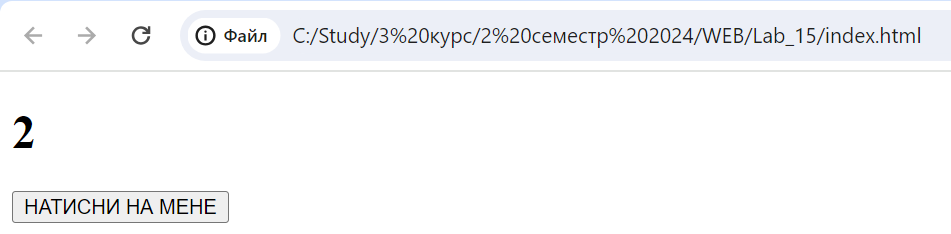 Файл C:/Study/3%20курс/2%20семестр%202024/WEB/Lab_15/index.html
2
НАТИСНИ НА МЕНЕ